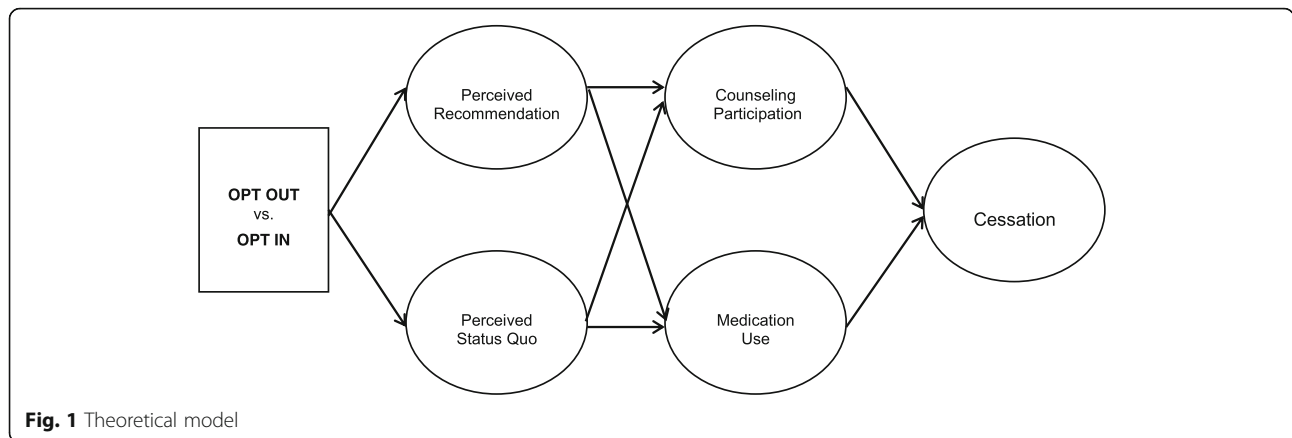 OPT OUT
vs.
OPT IN
Perceived
Recommendation
Perceived
Status Quo
Counseling
Participation
Medication
Use
Cessation
Fig. 1 Theoretical model